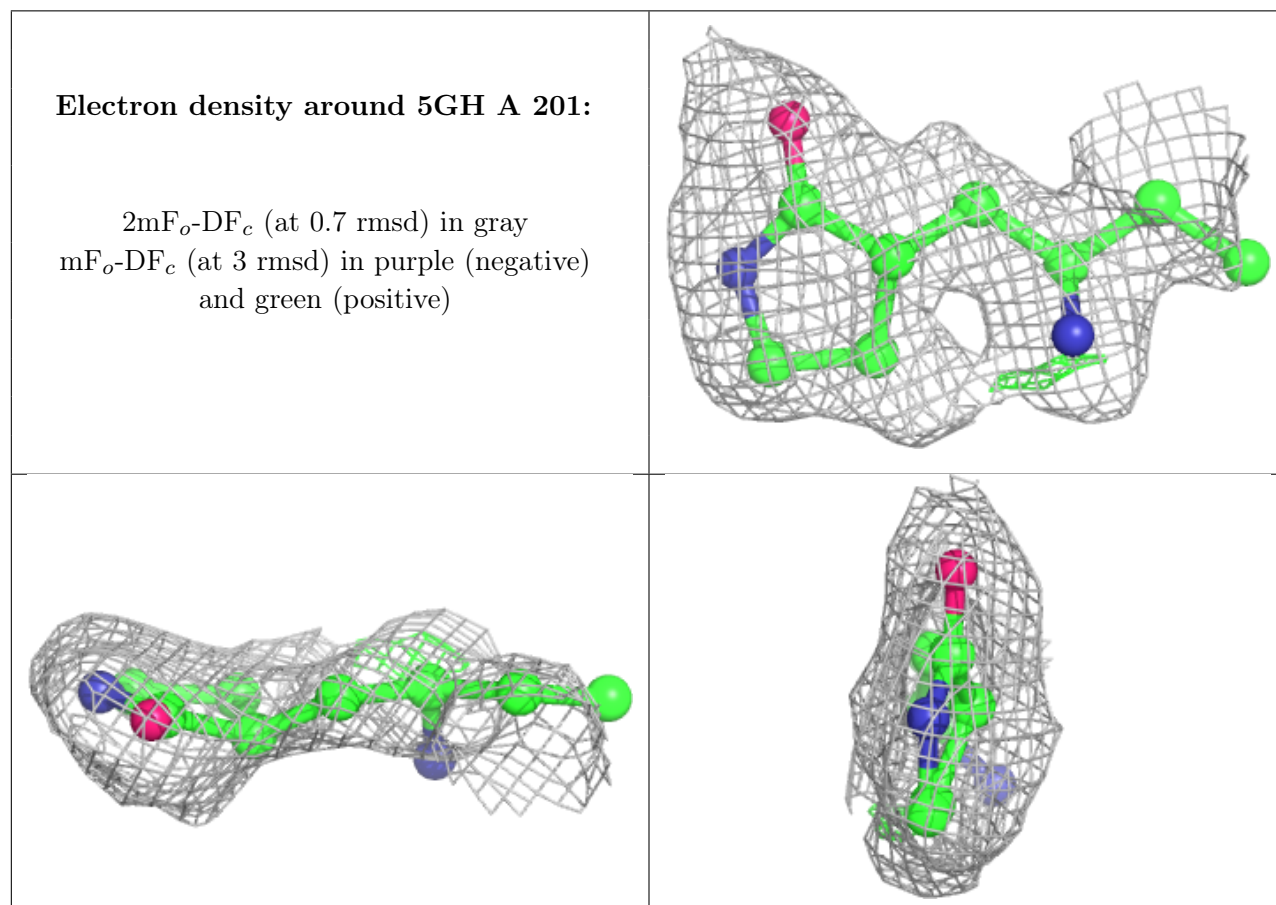 Electron density around 5GH A 201:
2mFo-DFc (at 0.7 rmsd) in gray
mFo-DFc (at 3 rmsd) in purple (negative)
and green (positive)